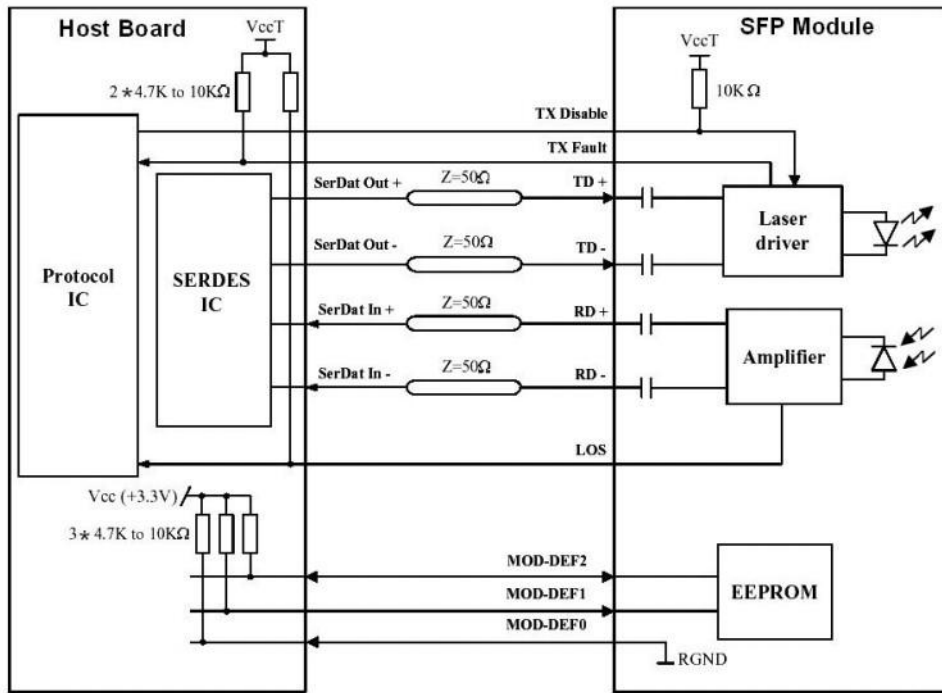 Host Board
SFP Module
VccT
VccT
2*4.7K to 10KΩ
10KΩ
TX Disable
TX Fault
SerDat Out +
Z=50Ω
TD +
Laser driver
SerDat Out -
Z=50Ω
TD -
Protocol IC
SERDES IC
SerDat In +
Z=50Ω
RD +
Amplifier
SerDat In -
Z=50Ω
RD -
LOS
Vcc (+3.3V)
3*4.7K to 10KΩ
MOD-DEF2
EEPROM
MOD-DEF1
MOD-DEF0
RGND